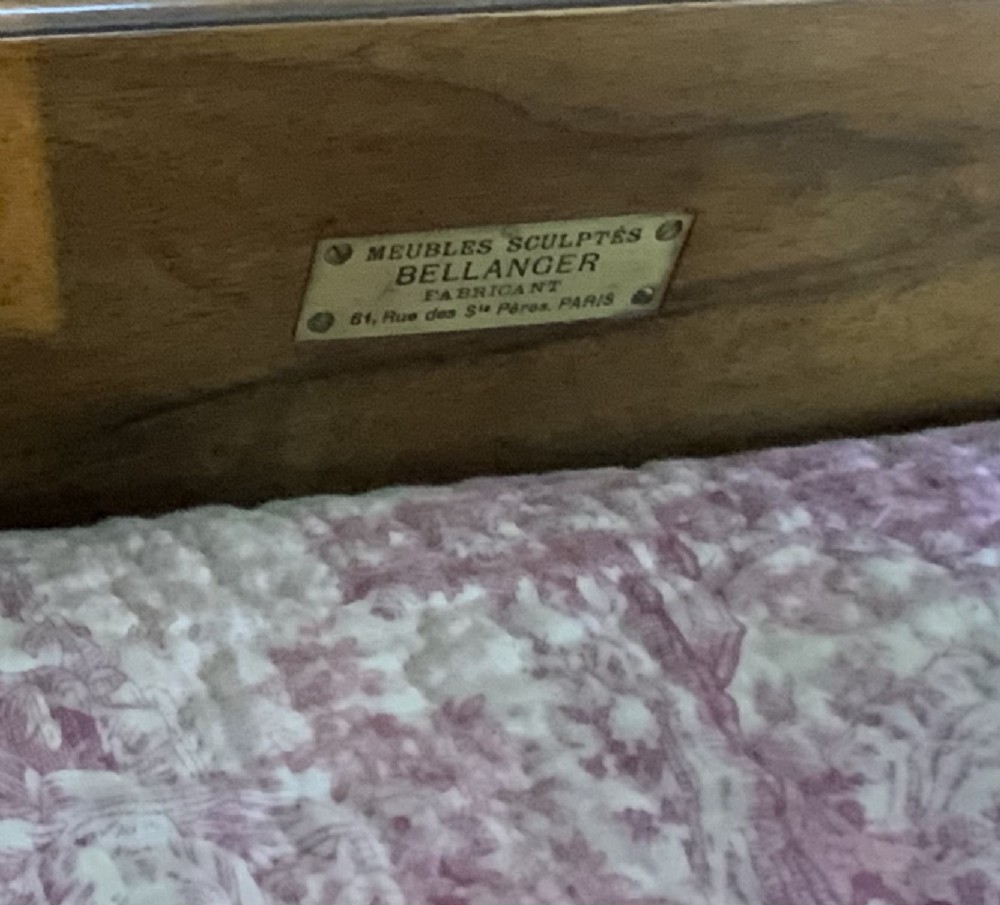 MEUBLES SCULPTÉS
BELLANGER
FABRICANT
61, Rue des Sts Pères. PARIS